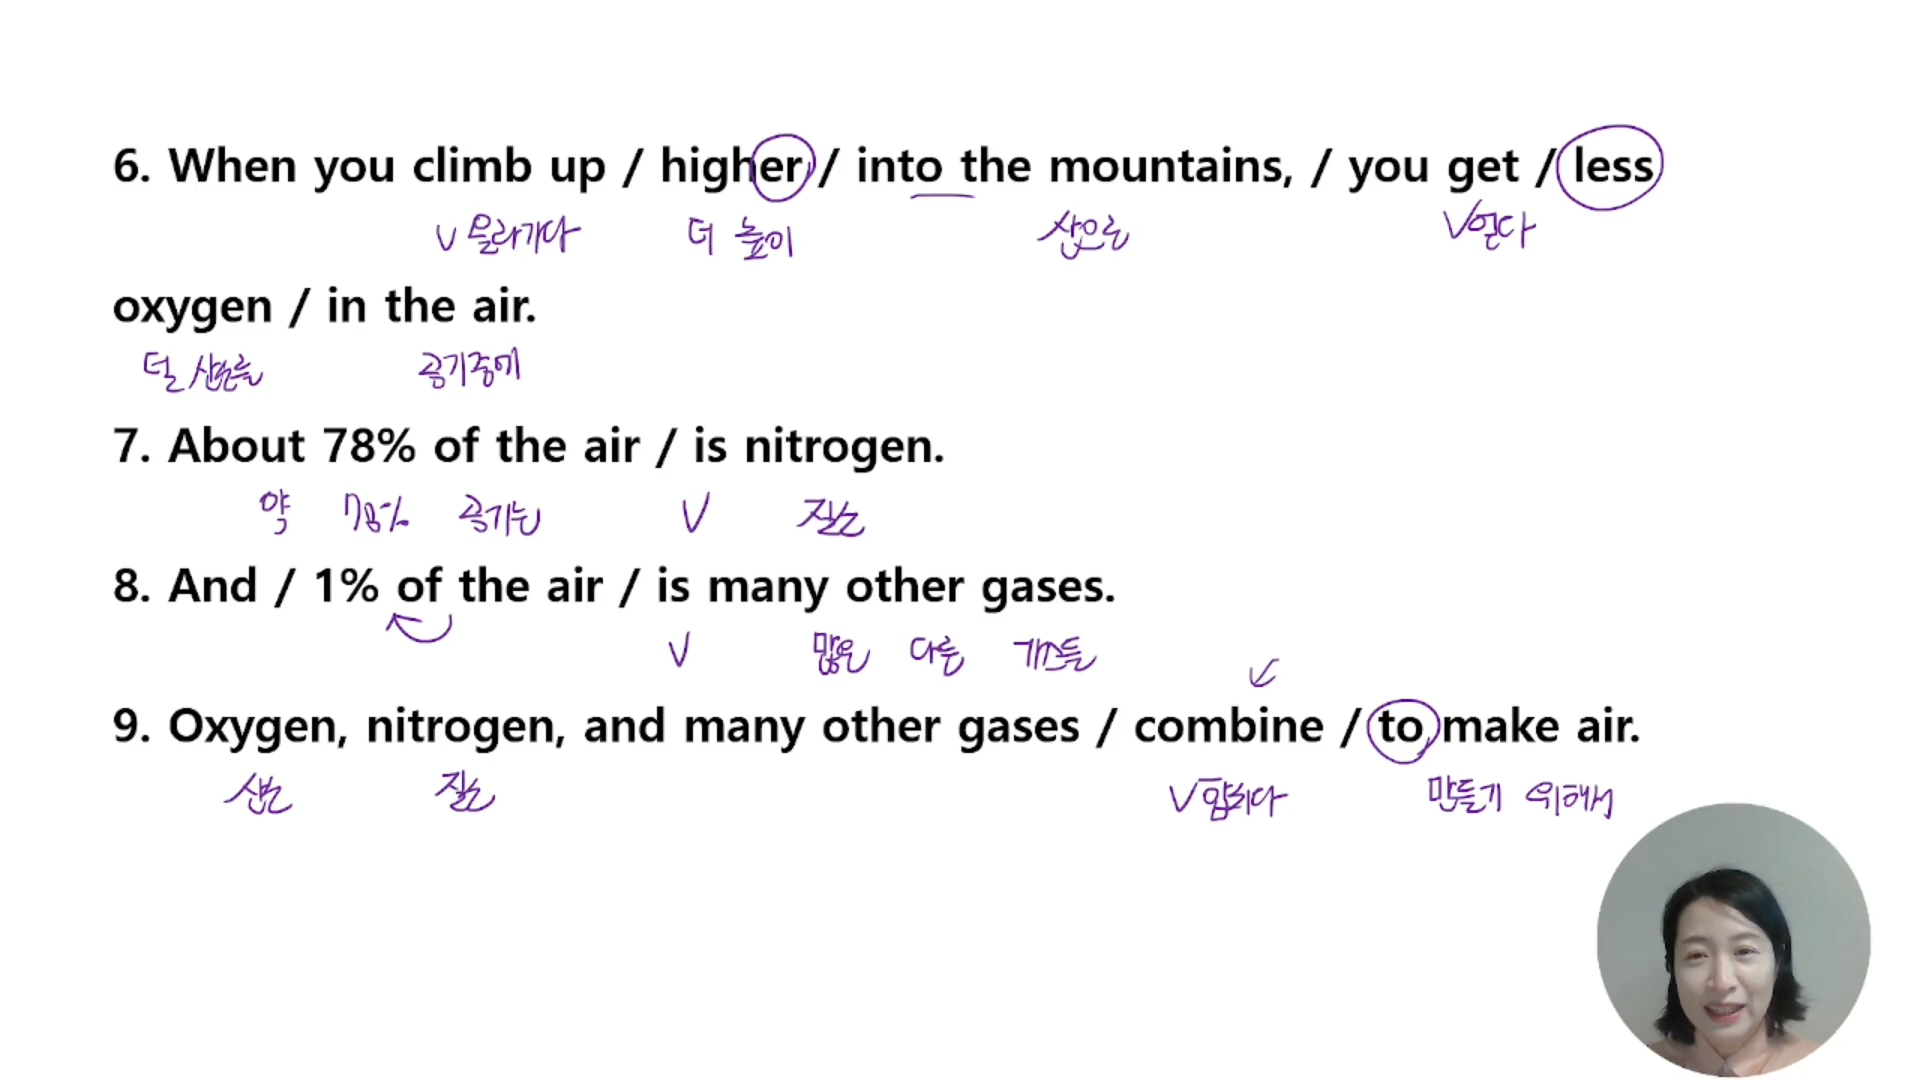 6. When you climb up / higher / into the mountains, / you get / less
V 올라가다 더 높이 산으로 V 얻다
oxygen / in the air.
덜 산소를 공기중에
7. About 78% of the air / is nitrogen.
약 78% 공기는 V 질소
8. And / 1% of the air / is many other gases.
V 많은 다른 개스들
9. Oxygen, nitrogen, and many other gases / combine / to make air.
산소 질소 V 합하다 만들기 위해서